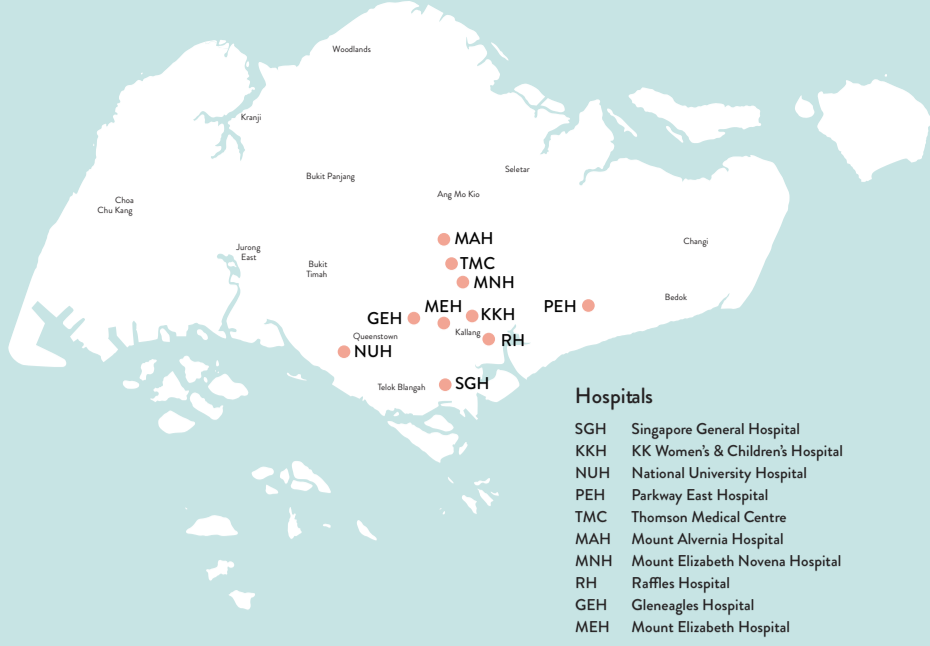 Woodlands
Kranji
Seletar
Bukit Panjang
Ang Mo Kio
Choa
Chu Kang
MAH
Changi
Jurong
East
TMC
Bukit
Timah
MNH
Bedok
MEH
PEH
KKH
GEH
Kallang
Queenstown
RH
NUH
SGH
Telok Blangah
Hospitals
SGH Singapore General Hospital
KKH KK Women's & Children's Hospital
NUH National University Hospital
PEH Parkway East Hospital
TMC Thomson Medical Centre
MAH Mount Alvernia Hospital
MNH Mount Elizabeth Novena Hospital
RH Raffles Hospital
GEH Gleneagles Hospital
MEH Mount Elizabeth Hospital